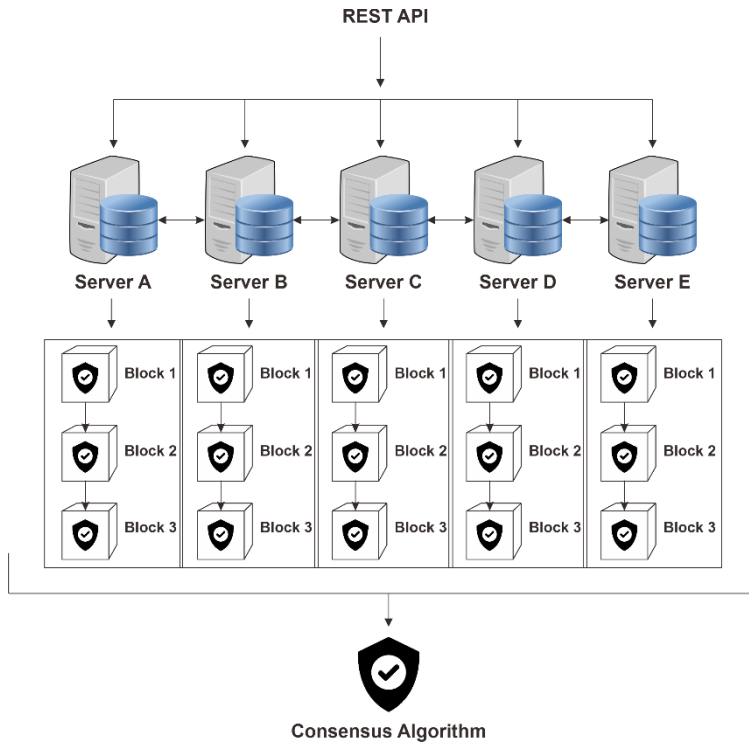 REST API
Server A
Server B
Server C
Server D
Server E
Block 1
Block 1
Block 1
Block 1
Block 1
Block 2
Block 2
Block 2
Block 2
Block 2
Block 3
Block 3
Block 3
Block 3
Block 3
Consensus Algorithm